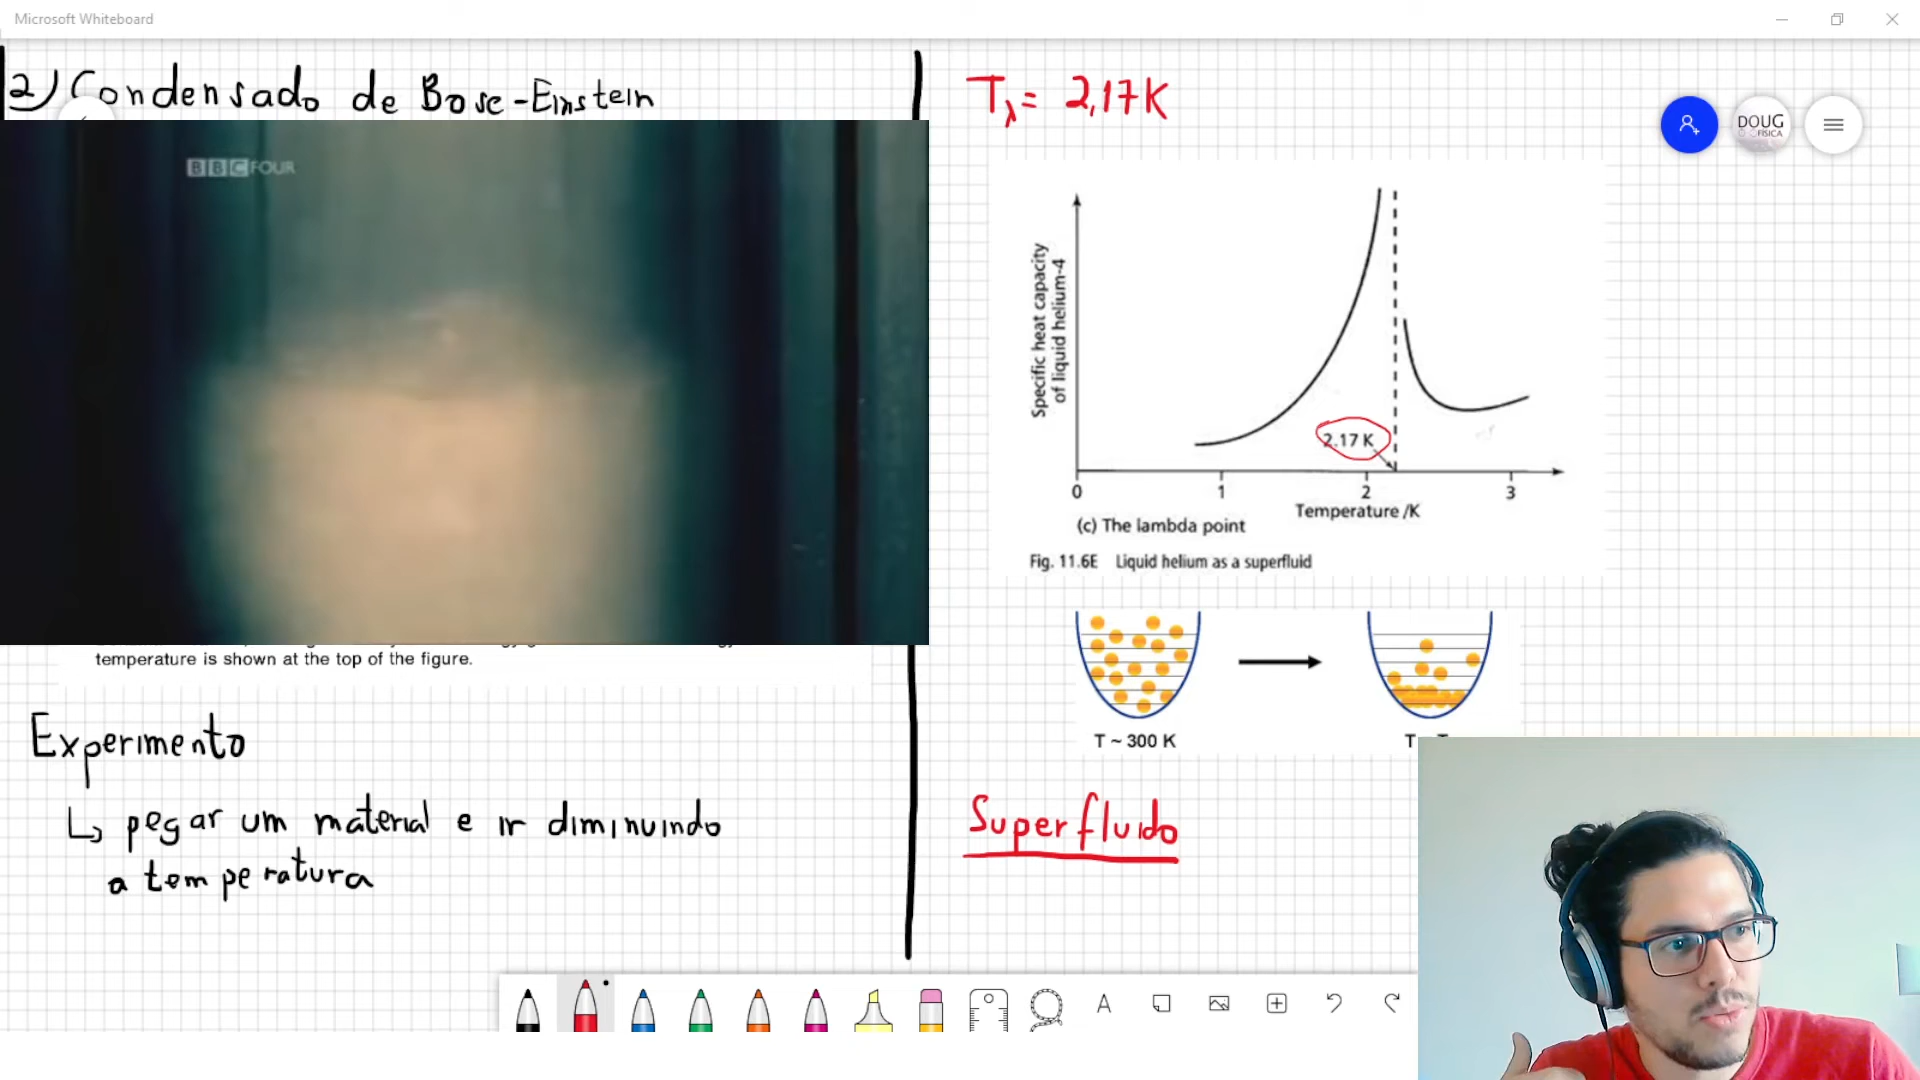 Microsoft Whiteboard
2) Condensado de Bose-Einstein
BBC FOUR
temperature is shown at the top of the figure.
Experimento
↳ pegar um material e ir diminuindo
a temperatura
Tλ = 2,17K
DOUG
FÍSICA
Specific heat capacity
of liquid helium-4
2.17 K
0 1 2 3
Temperature /K
(c) The lambda point
Fig. 11.6E Liquid helium as a superfluid
T ~ 300 K
Superfluido
A